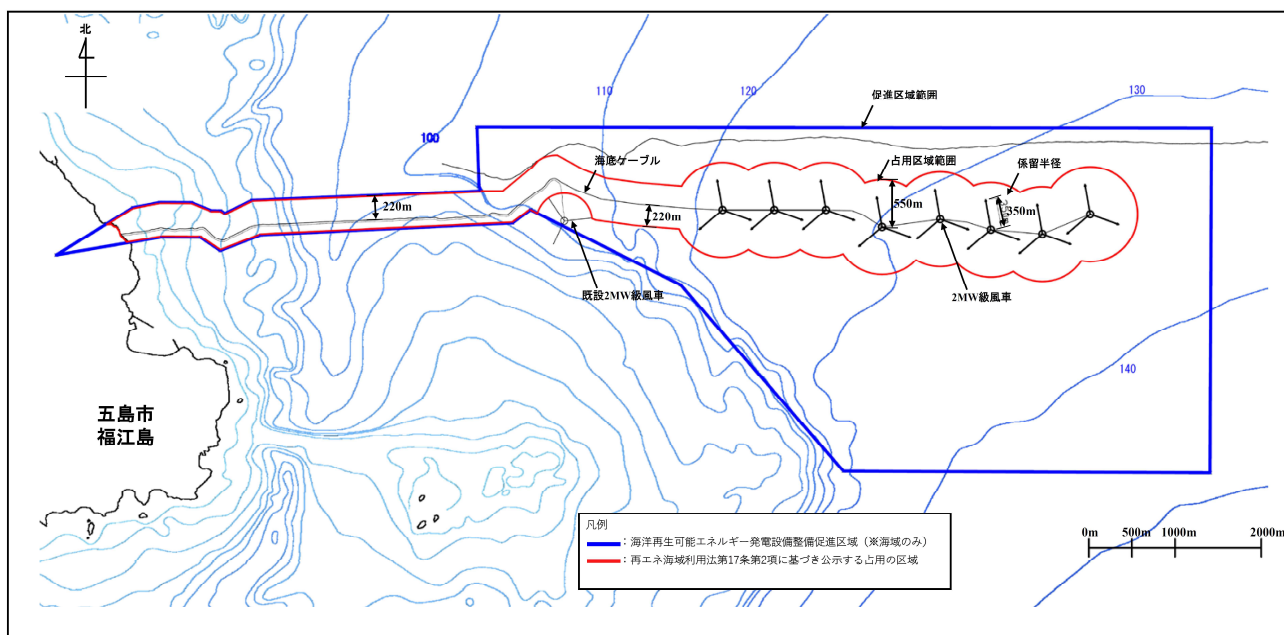 北
110
120
130
促進区域範囲
100
海底ケーブル
占用区域範囲
係留半径
220m
220m
550m
350m
既設2MW級風車
2MW級風車
140
五島市
福江島
凡例
:海洋再生可能エネルギー発電設備整備促進区域(※海域のみ)
:再エネ海域利用法第17条第2項に基づき公示する占用の区域
0m 500m 1000m 2000m